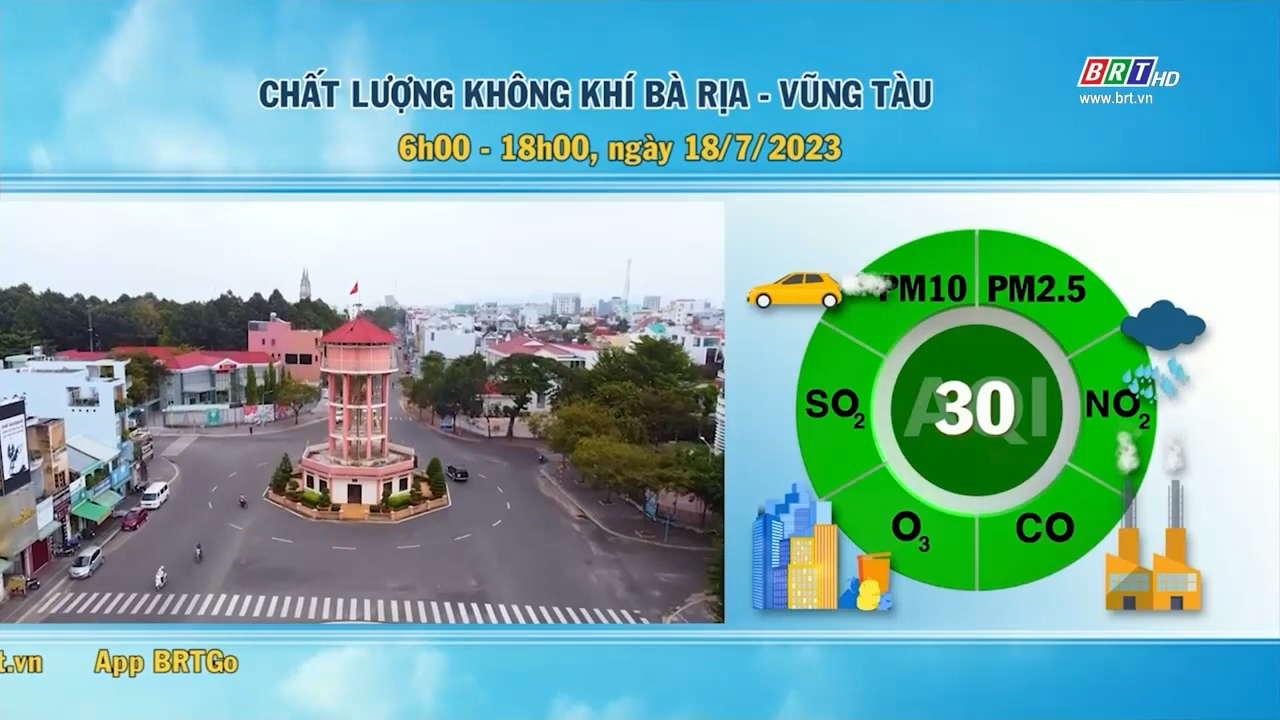 BRT HD
www.brt.vn
CHẤT LƯỢNG KHÔNG KHÍ BÀ RỊA - VŨNG TÀU
6h00 - 18h00, ngày 18/7/2023
PM10
PM2.5
SO2
AQI
30
NO2
O3
CO
t.vn App BRTGo